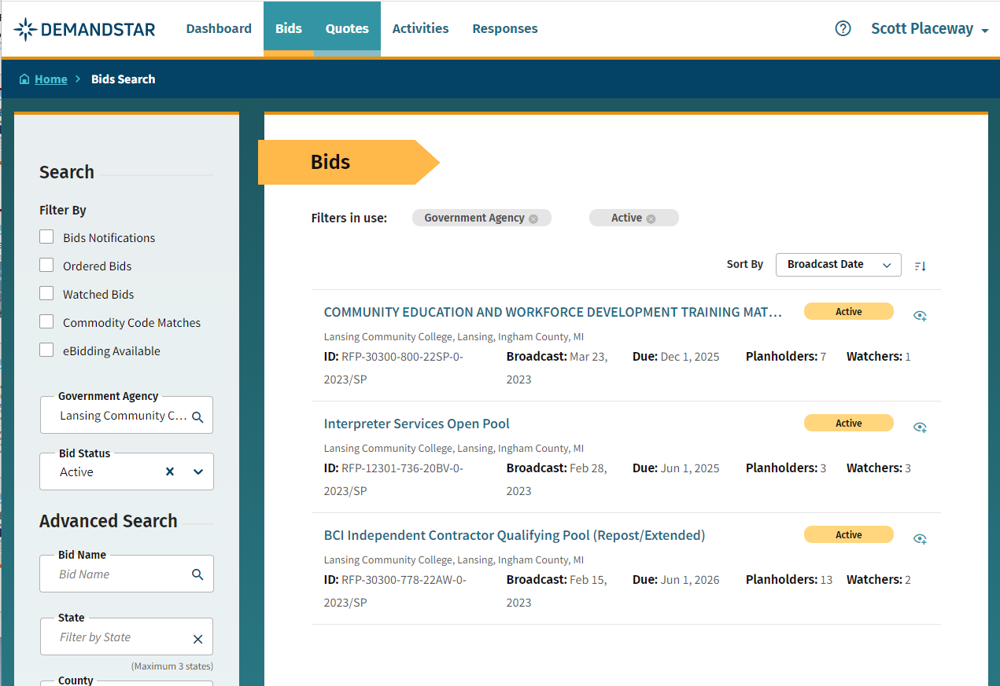 DEMANDSTAR Dashboard Bids Quotes Activities Responses Scott Placeway
Home > Bids Search
Search
Filter By
Bids Notifications
Ordered Bids
Watched Bids
Commodity Code Matches
eBidding Available
Government Agency
Lansing Community C...
Bid Status
Active
Advanced Search
Bid Name
Bid Name
State
Filter by State
(Maximum 3 states)
County
Bids
Filters in use: Government Agency Active
Sort By Broadcast Date
COMMUNITY EDUCATION AND WORKFORCE DEVELOPMENT TRAINING MAT... Active
Lansing Community College, Lansing, Ingham County, MI
ID: RFP-30300-800-22SP-0- Broadcast: Mar 23, Due: Dec 1, 2025 Planholders: 7 Watchers: 1
2023/SP 2023
Interpreter Services Open Pool Active
Lansing Community College, Lansing, Ingham County, MI
ID: RFP-12301-736-20BV-0- Broadcast: Feb 28, Due: Jun 1, 2025 Planholders: 3 Watchers: 3
2023/SP 2023
BCI Independent Contractor Qualifying Pool (Repost/Extended) Active
Lansing Community College, Lansing, Ingham County, MI
ID: RFP-30300-778-22AW-0- Broadcast: Feb 15, Due: Jun 1, 2026 Planholders: 13 Watchers: 2
2023/SP 2023